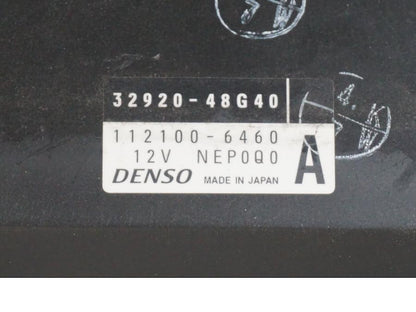 32920-48G40
112100-6460
12V NEP0Q0
DENSO MADE IN JAPAN A